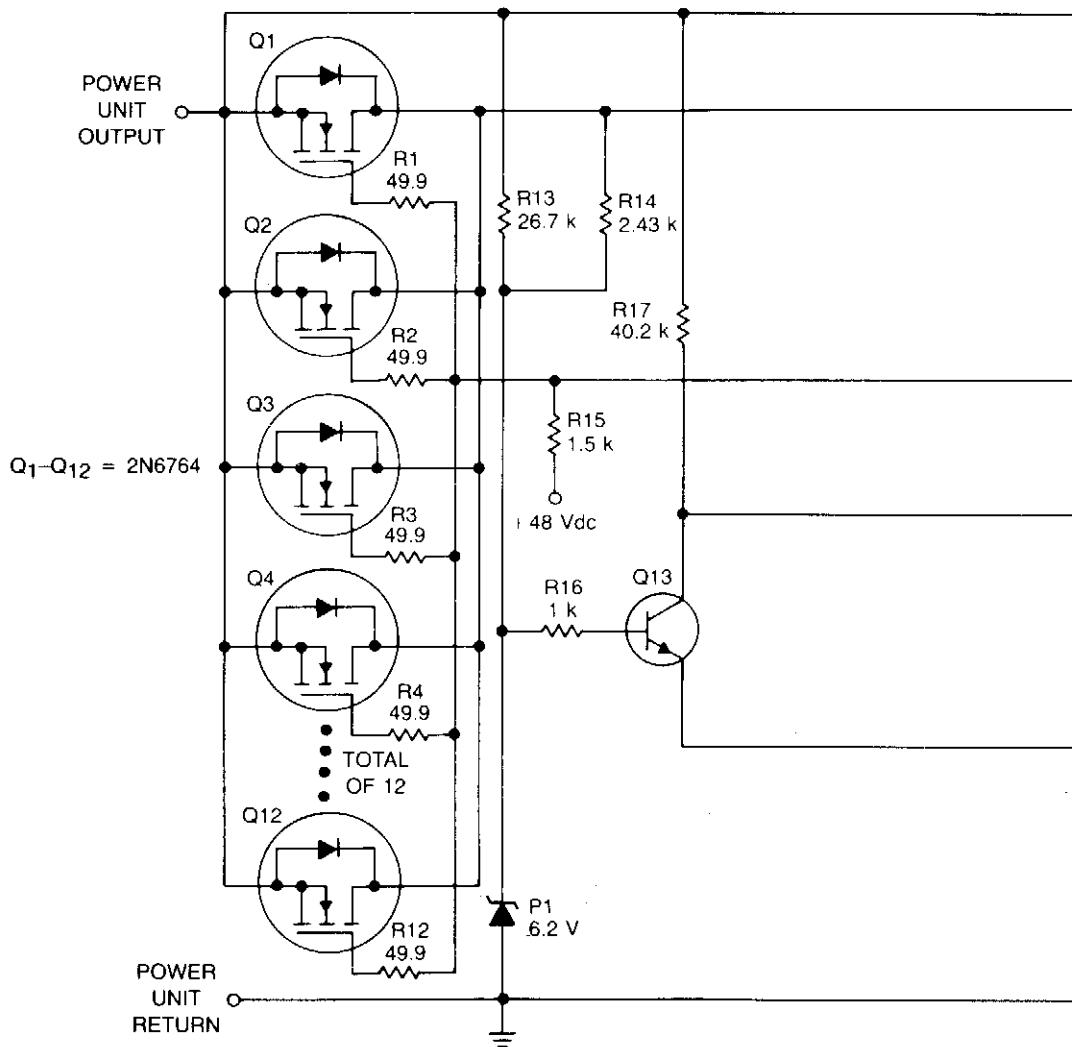 Q1
POWER
UNIT
OUTPUT
R1
49.9
R13
26.7 k
R14
2.43 k
Q2
R17
40.2 k
R2
49.9
Q3
R15
1.5 k
Q1–Q12 = 2N6764
+48 Vdc
R3
49.9
Q4
R16
1 k
Q13
R4
49.9
TOTAL
OF 12
Q12
P1
6.2 V
R12
49.9
POWER
UNIT
RETURN